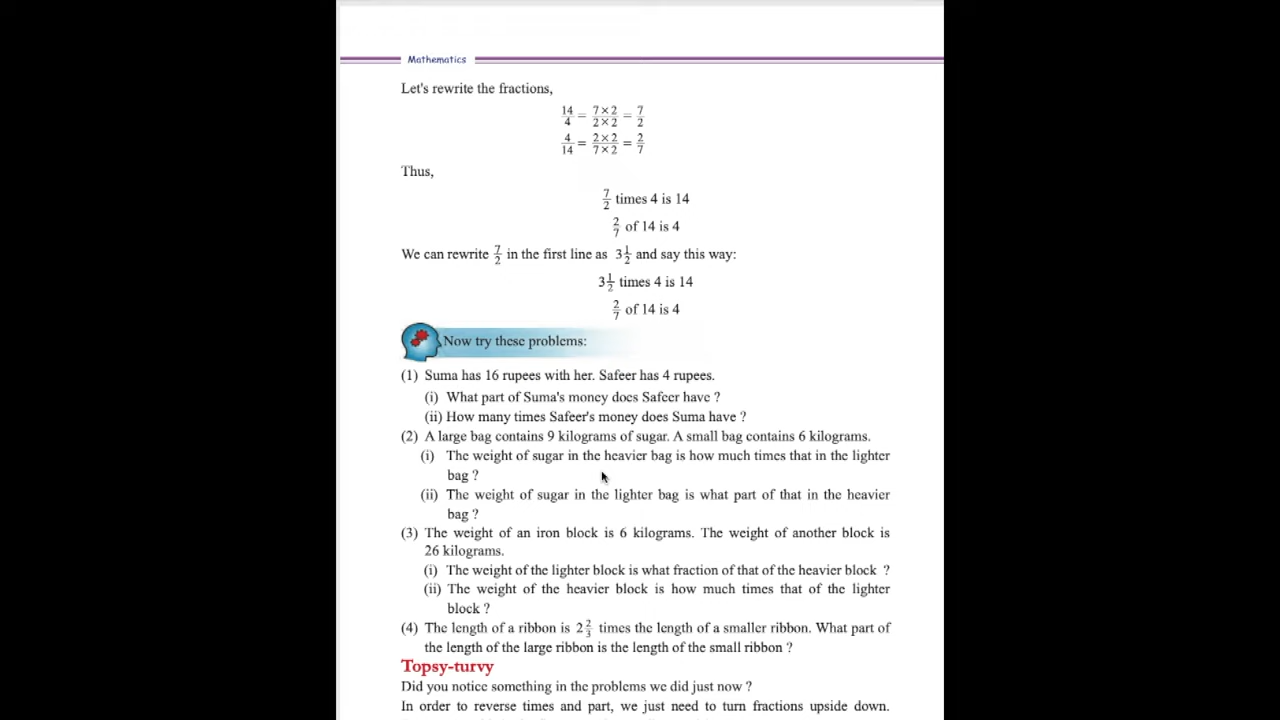 Mathematics
Let's rewrite the fractions,
14/4 = 7 × 2/2 × 2 = 7/2
4/14 = 2 × 2/7 × 2 = 2/7
Thus,
7/2 times 4 is 14
2/7 of 14 is 4
We can rewrite 7/2 in the first line as 3 1/2 and say this way:
3 1/2 times 4 is 14
2/7 of 14 is 4
Now try these problems:
(1) Suma has 16 rupees with her. Safeer has 4 rupees.
(i) What part of Suma's money does Safeer have ?
(ii) How many times Safeer's money does Suma have ?
(2) A large bag contains 9 kilograms of sugar. A small bag contains 6 kilograms.
(i) The weight of sugar in the heavier bag is how much times that in the lighter
bag ?
(ii) The weight of sugar in the lighter bag is what part of that in the heavier
bag ?
(3) The weight of an iron block is 6 kilograms. The weight of another block is
26 kilograms.
(i) The weight of the lighter block is what fraction of that of the heavier block ?
(ii) The weight of the heavier block is how much times that of the lighter
block ?
(4) The length of a ribbon is 2 2/3 times the length of a smaller ribbon. What part of
the length of the large ribbon is the length of the small ribbon ?
Topsy-turvy
Did you notice something in the problems we did just now ?
In order to reverse times and part, we just need to turn fractions upside down.